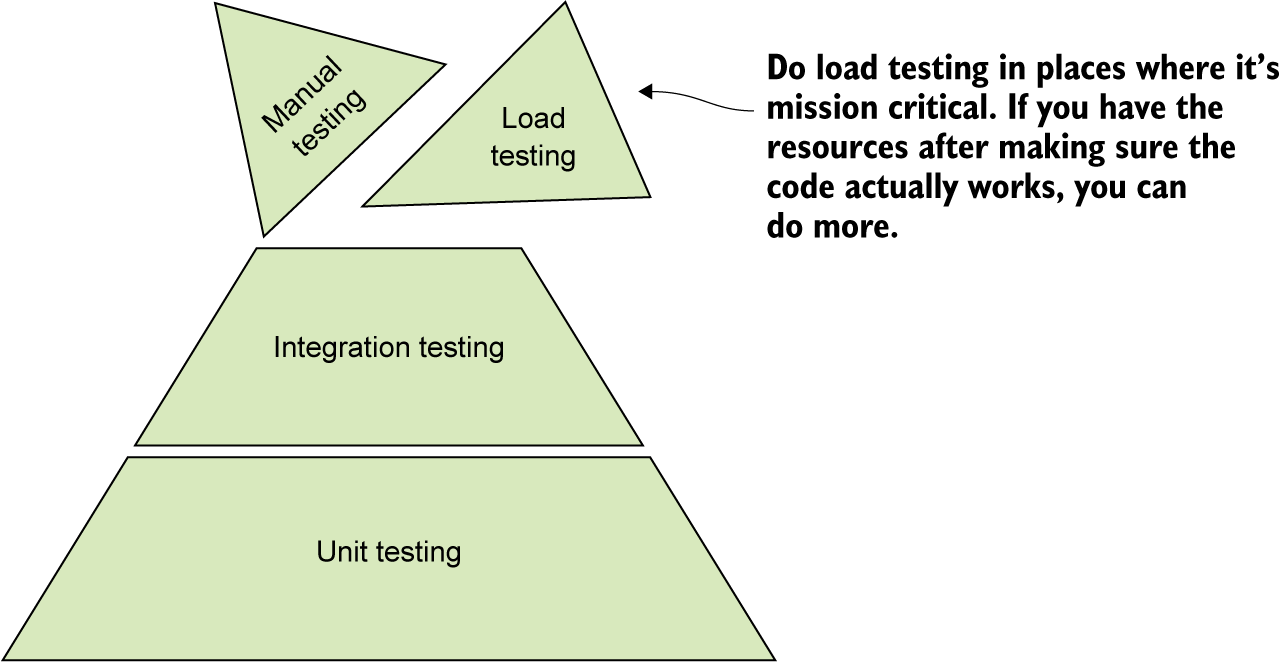 Manual
testing
Load
testing
Do load testing in places where it’s
mission critical. If you have the
resources after making sure the
code actually works, you can
do more.
Integration testing
Unit testing